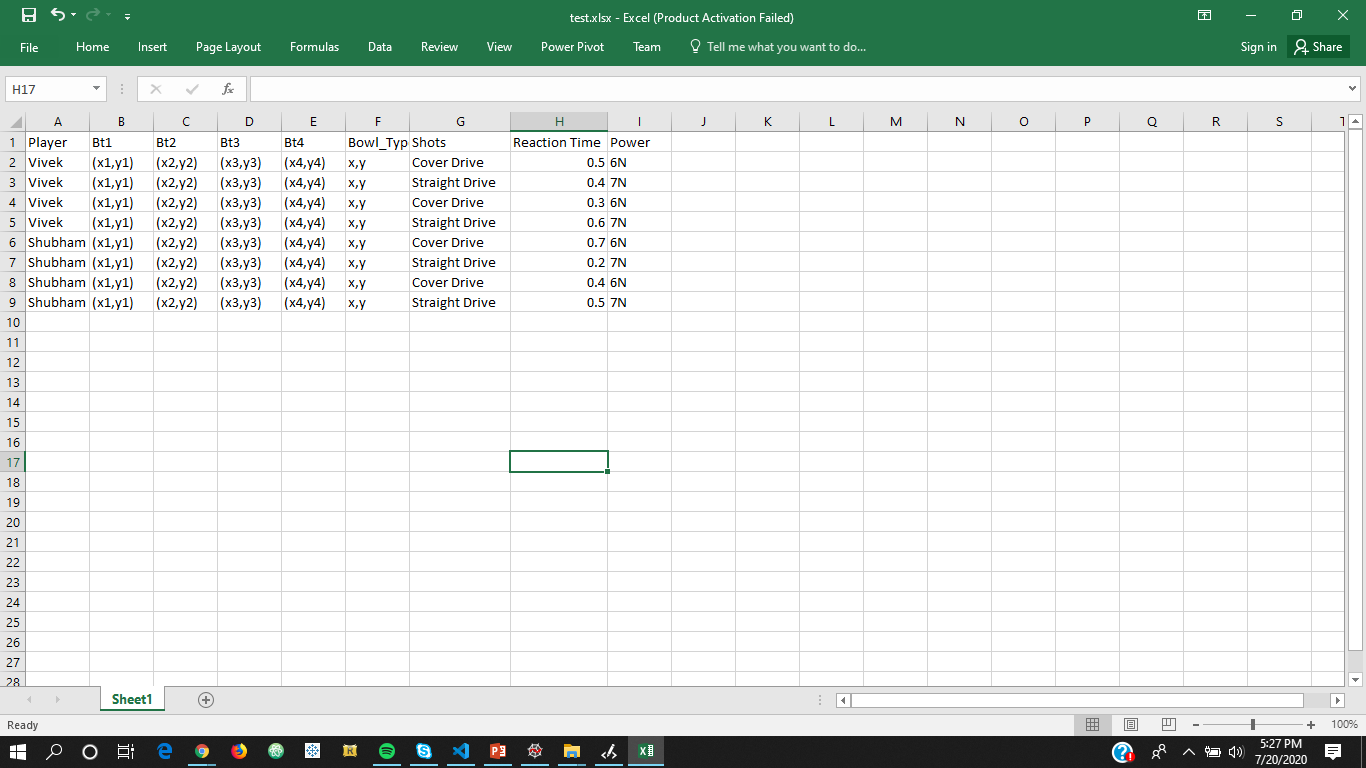 test.xlsx - Excel (Product Activation Failed)
File Home Insert Page Layout Formulas Data Review View Power Pivot Team Tell me what you want to do... Sign in Share
H17 fx
A B C D E F G H I J K L M N O P Q R S T
1 Player Bt1 Bt2 Bt3 Bt4 Bowl_Typ Shots Reaction Time Power
2 Vivek (x1,y1) (x2,y2) (x3,y3) (x4,y4) x,y Cover Drive 0.5 6N
3 Vivek (x1,y1) (x2,y2) (x3,y3) (x4,y4) x,y Straight Drive 0.4 7N
4 Vivek (x1,y1) (x2,y2) (x3,y3) (x4,y4) x,y Cover Drive 0.3 6N
5 Vivek (x1,y1) (x2,y2) (x3,y3) (x4,y4) x,y Straight Drive 0.6 7N
6 Shubham (x1,y1) (x2,y2) (x3,y3) (x4,y4) x,y Cover Drive 0.7 6N
7 Shubham (x1,y1) (x2,y2) (x3,y3) (x4,y4) x,y Straight Drive 0.2 7N
8 Shubham (x1,y1) (x2,y2) (x3,y3) (x4,y4) x,y Cover Drive 0.4 6N
9 Shubham (x1,y1) (x2,y2) (x3,y3) (x4,y4) x,y Straight Drive 0.5 7N
10
11
12
13
14
15
16
17
18
19
20
21
22
23
24
25
26
27
28
Sheet1
Ready 100%
5:27 PM
7/20/2020